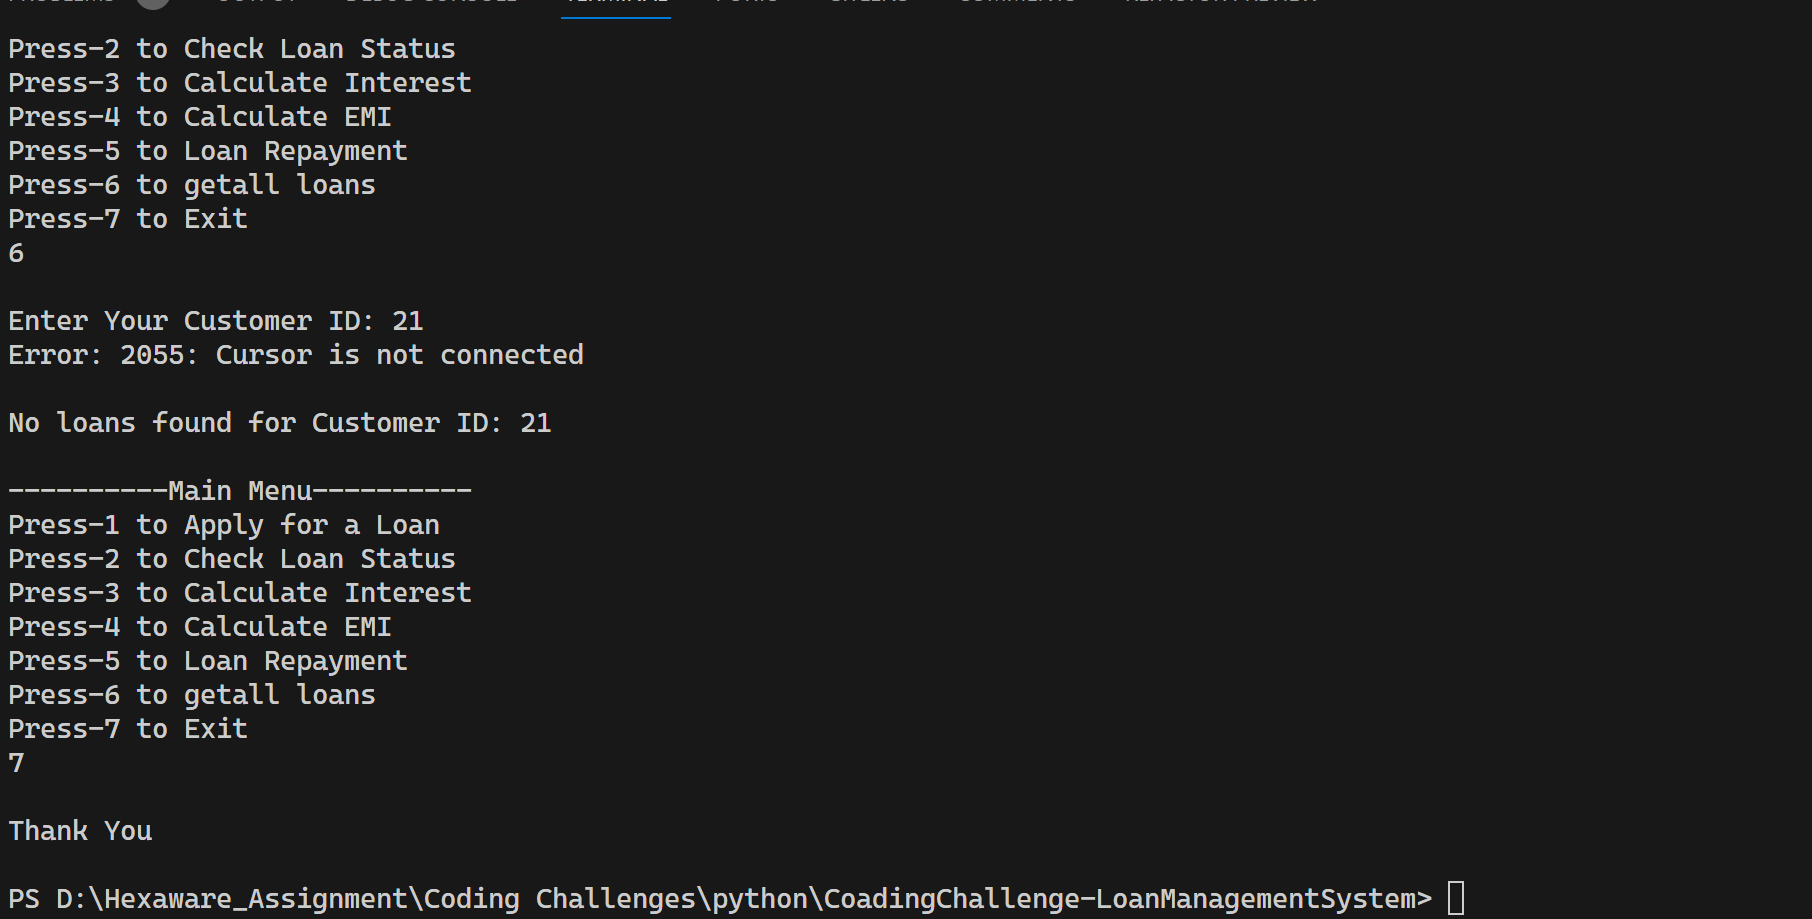 Press-2 to Check Loan Status
Press-3 to Calculate Interest
Press-4 to Calculate EMI
Press-5 to Loan Repayment
Press-6 to getall loans
Press-7 to Exit
6
Enter Your Customer ID: 21
Error: 2055: Cursor is not connected
No loans found for Customer ID: 21
----------Main Menu----------
Press-1 to Apply for a Loan
Press-2 to Check Loan Status
Press-3 to Calculate Interest
Press-4 to Calculate EMI
Press-5 to Loan Repayment
Press-6 to getall loans
Press-7 to Exit
7
Thank You
PS D:\Hexaware_Assignment\Coding Challenges\python\CoadingChallenge-LoanManagementSystem>